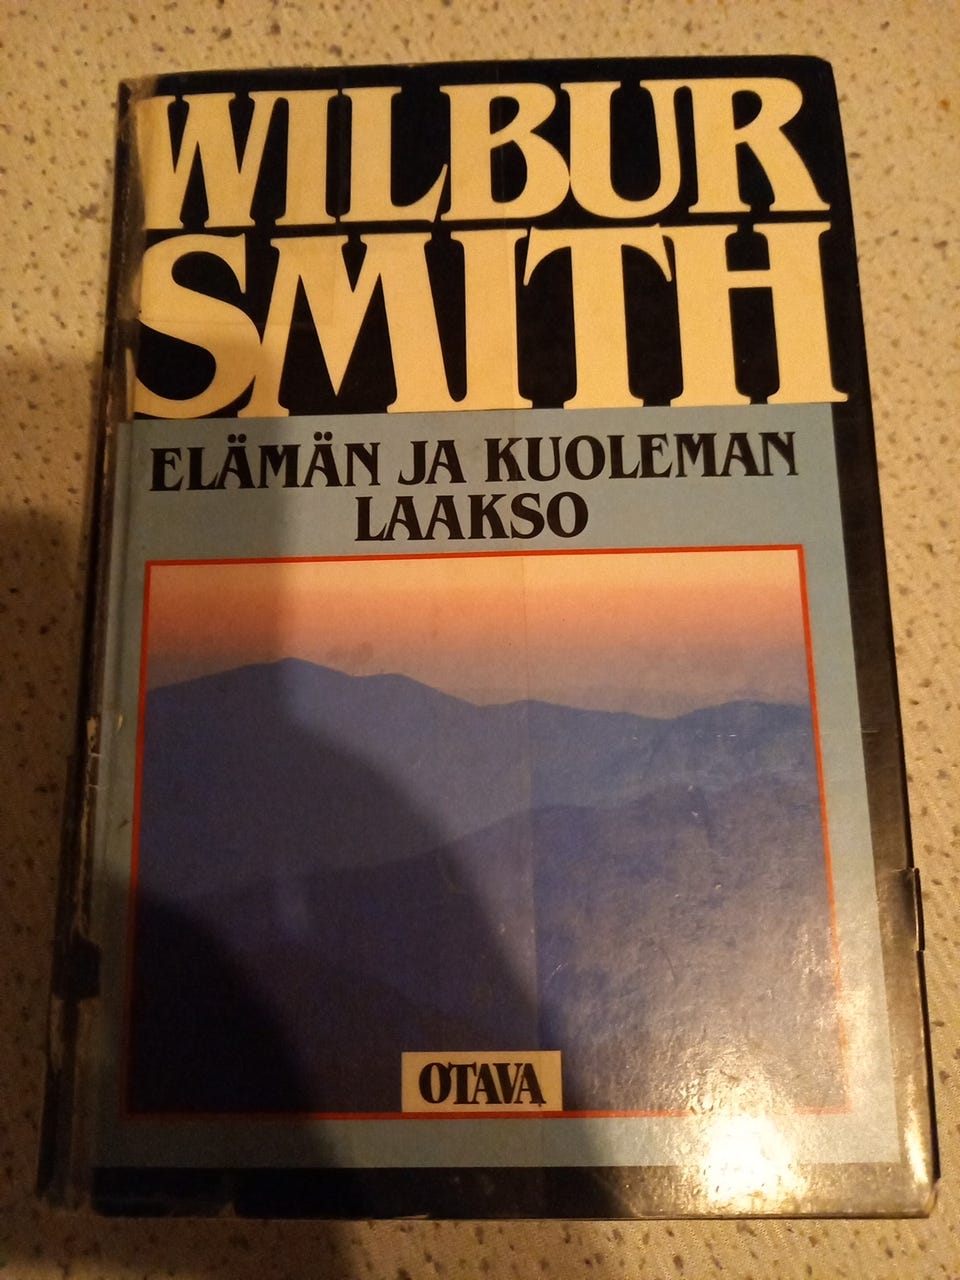 WILBUR
SMITH
ELÄMÄN JA KUOLEMAN
LAAKSO
OTAVA